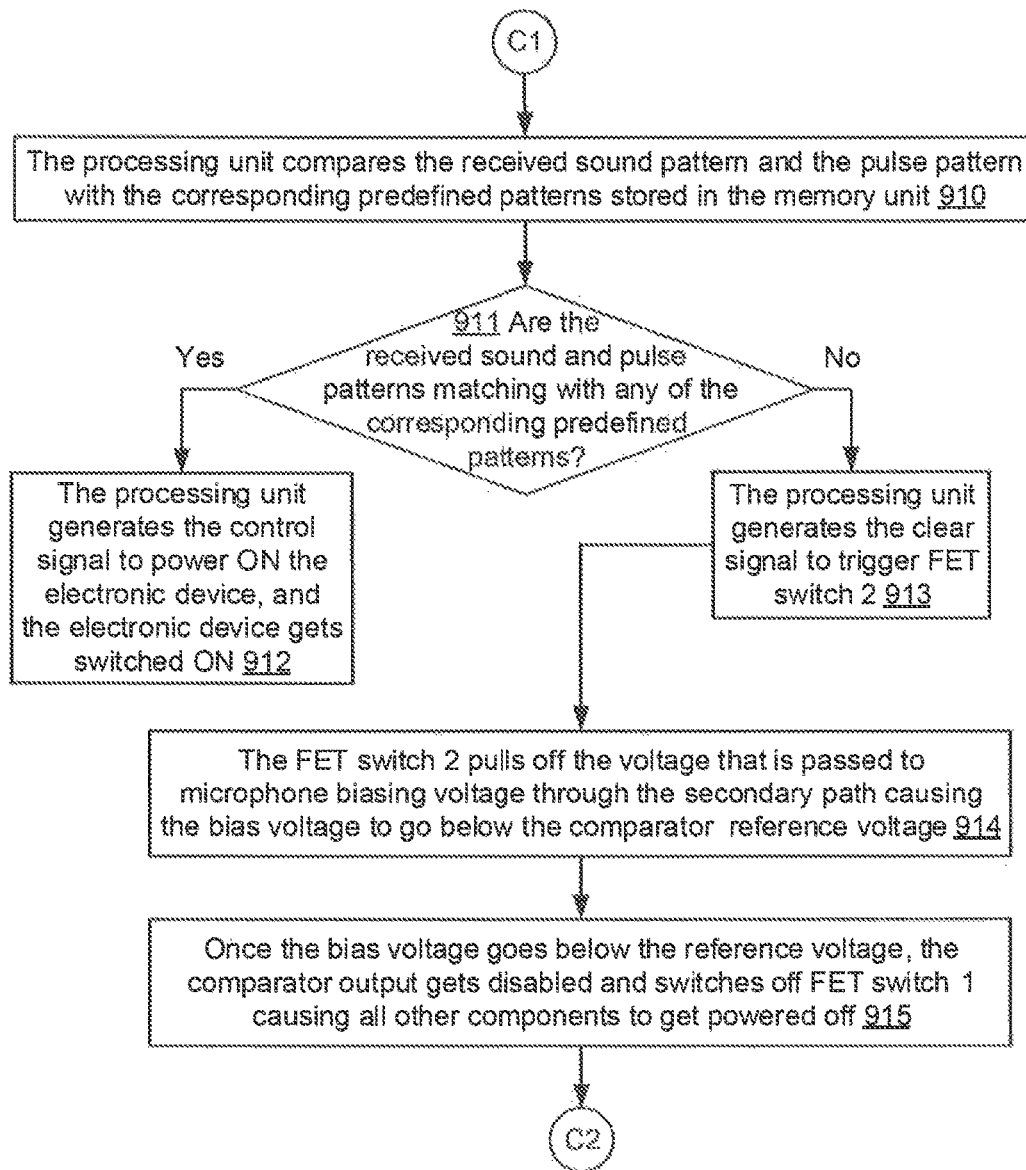 C1
The processing unit compares the received sound pattern and the pulse pattern
with the corresponding predefined patterns stored in the memory unit 910
911 Are the
received sound and pulse
patterns matching with any of the
corresponding predefined
patterns?
Yes
No
The processing unit
generates the control
signal to power ON the
electronic device, and
the electronic device gets
switched ON 912
The processing unit
generates the clear
signal to trigger FET
switch 2 913
The FET switch 2 pulls off the voltage that is passed to
microphone biasing voltage through the secondary path causing
the bias voltage to go below the comparator reference voltage 914
Once the bias voltage goes below the reference voltage, the
comparator output gets disabled and switches off FET switch 1
causing all other components to get powered off 915
C2